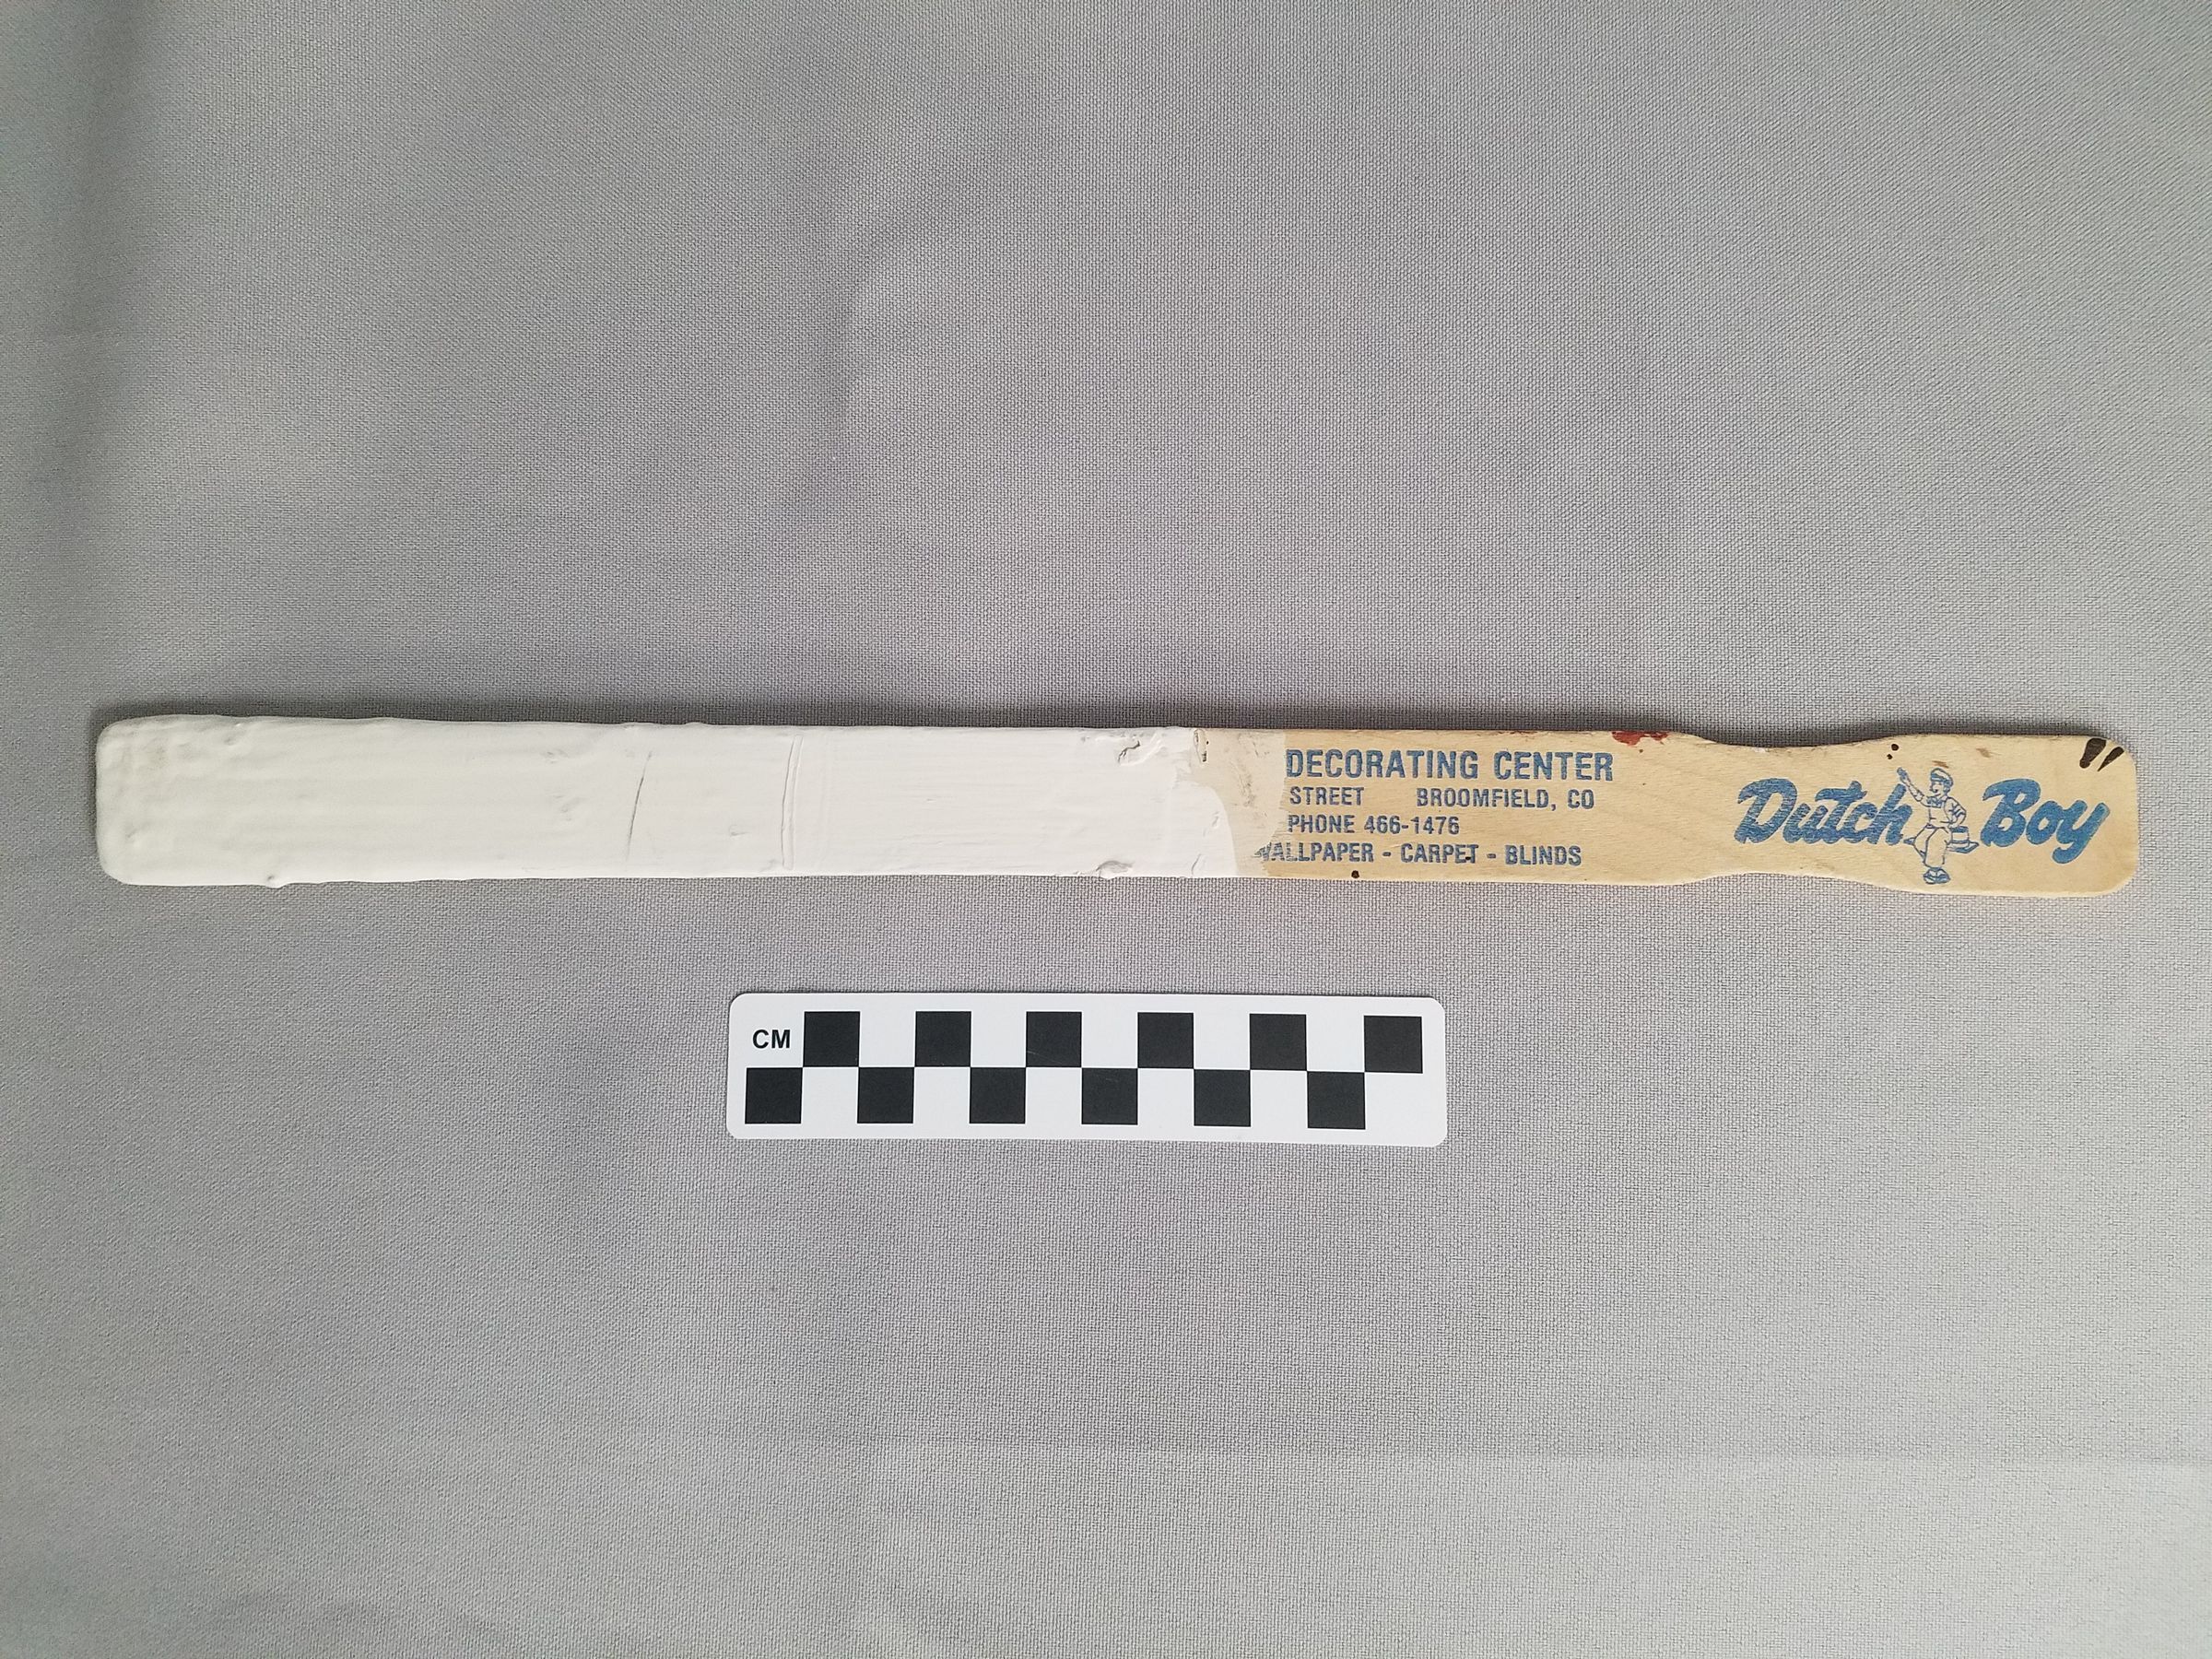 DECORATING CENTER
STREET BROOMFIELD, CO
PHONE 466-1476
WALLPAPER - CARPET - BLINDS
Dutch Boy
CM